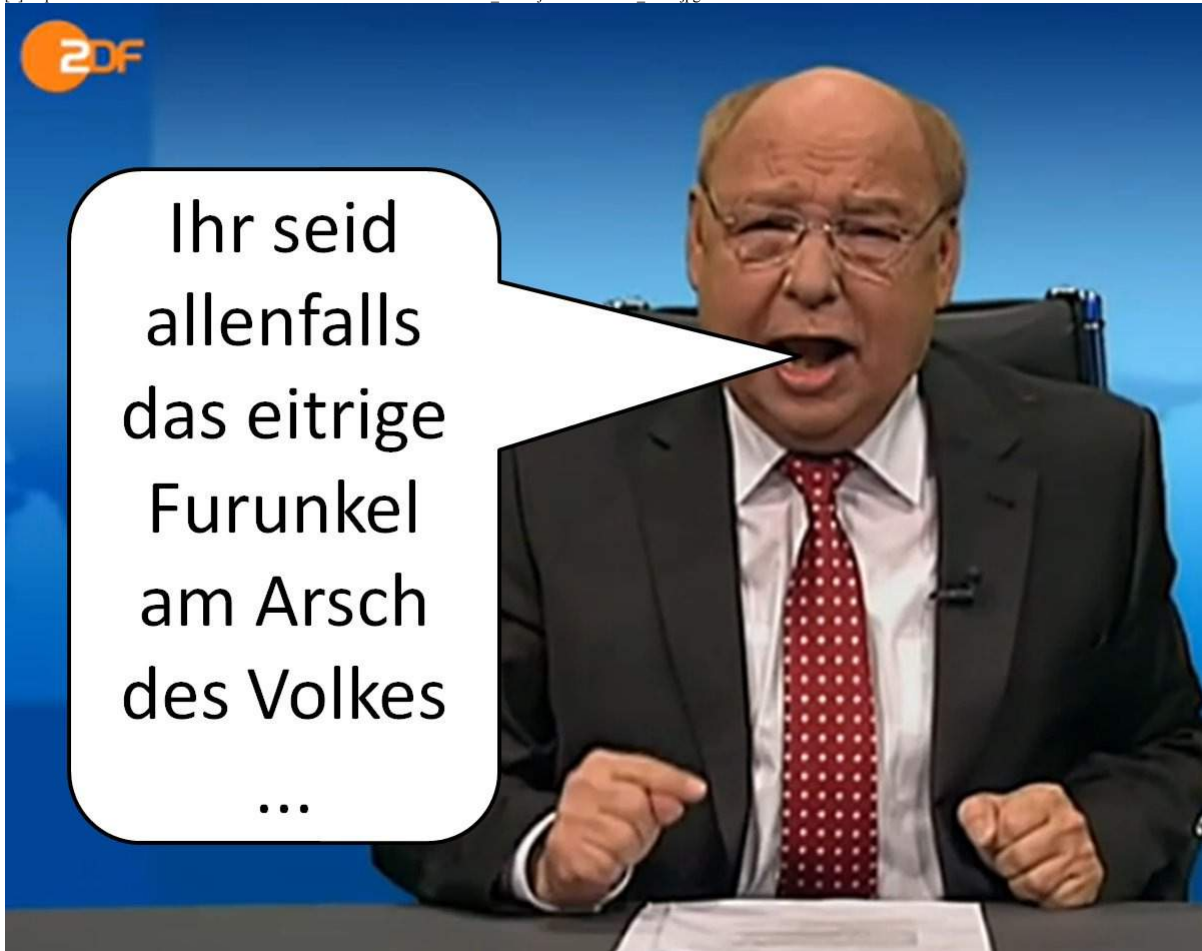 ZDF
Ihr seid
allenfalls
das eitrige
Furunkel
am Arsch
des Volkes
...